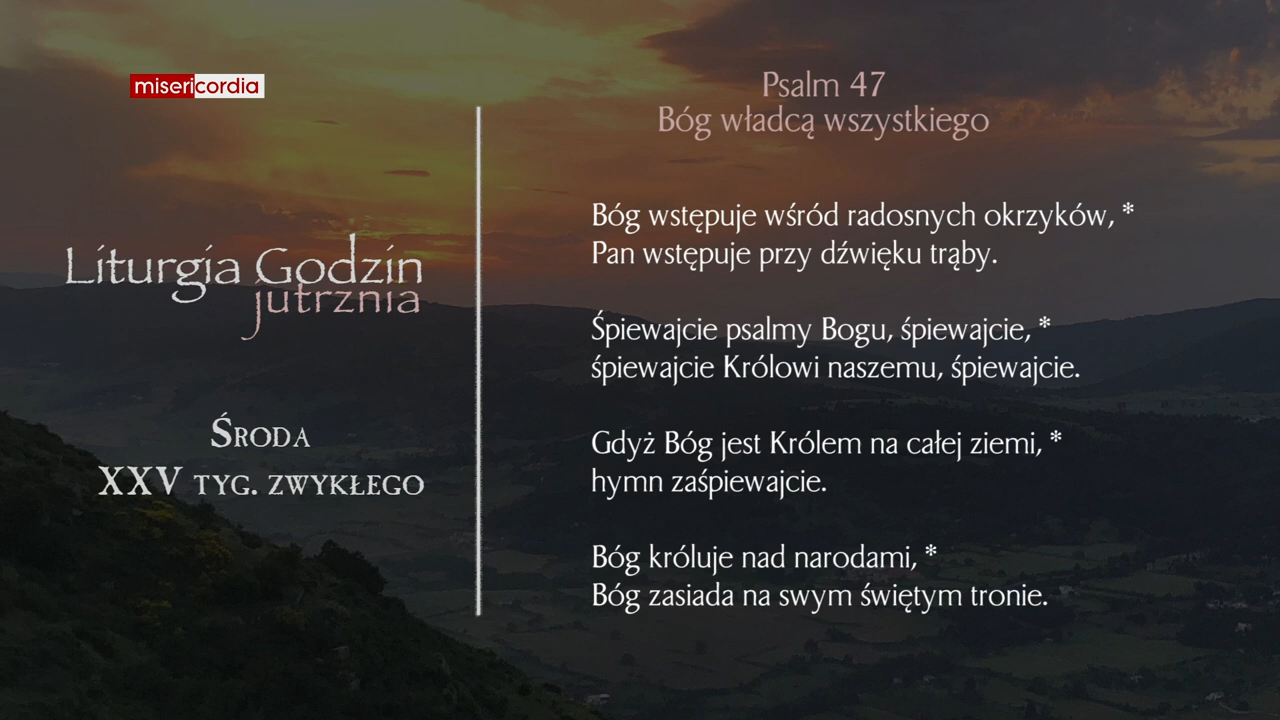 misericordia
Liturgia Godzin
jutrznia
Środa
XXV tyg. zwykłego
Psalm 47
Bóg władcą wszystkiego
Bóg wstępuje wśród radosnych okrzyków, *
Pan wstępuje przy dźwięku trąby.
Śpiewajcie psalmy Bogu, śpiewajcie, *
śpiewajcie Królowi naszemu, śpiewajcie.
Gdyż Bóg jest Królem na całej ziemi, *
hymn zaśpiewajcie.
Bóg króluje nad narodami, *
Bóg zasiada na swym świętym tronie.